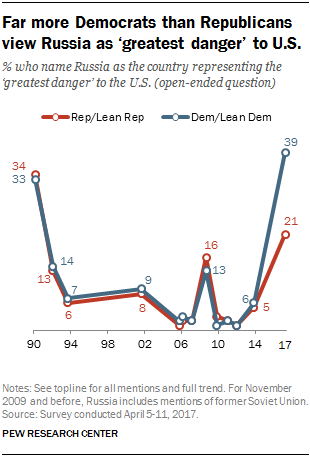 Far more Democrats than Republicans
view Russia as ‘greatest danger’ to U.S.
% who name Russia as the country representing the
‘greatest danger’ to the U.S. (open-ended question)
Rep/Lean Rep Dem/Lean Dem
39
34
33
21
16
14
13
13
9
7
8
6
6
5
90 94 98 02 06 10 14 17
Notes: See topline for all mentions and full trend. For November
2009 and before, Russia includes mentions of former Soviet Union.
Source: Survey conducted April 5-11, 2017.
PEW RESEARCH CENTER